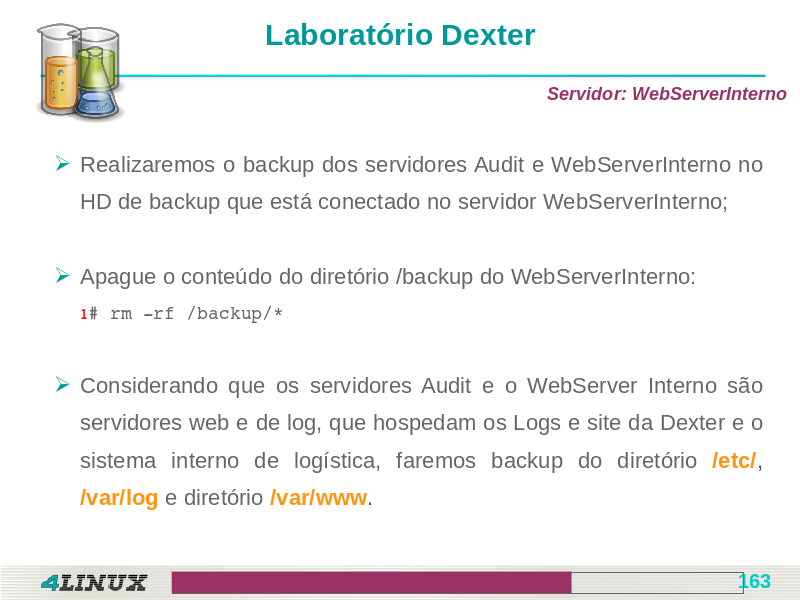 Laboratório Dexter
Servidor: WebServerInterno
Realizaremos o backup dos servidores Audit e WebServerInterno no
HD de backup que está conectado no servidor WebServerInterno;
Apague o conteúdo do diretório /backup do WebServerInterno:
1# rm –rf /backup/*
Considerando que os servidores Audit e o WebServer Interno são
servidores web e de log, que hospedam os Logs e site da Dexter e o
sistema interno de logística, faremos backup do diretório /etc/,
/var/log e diretório /var/www.
4LINUX
163